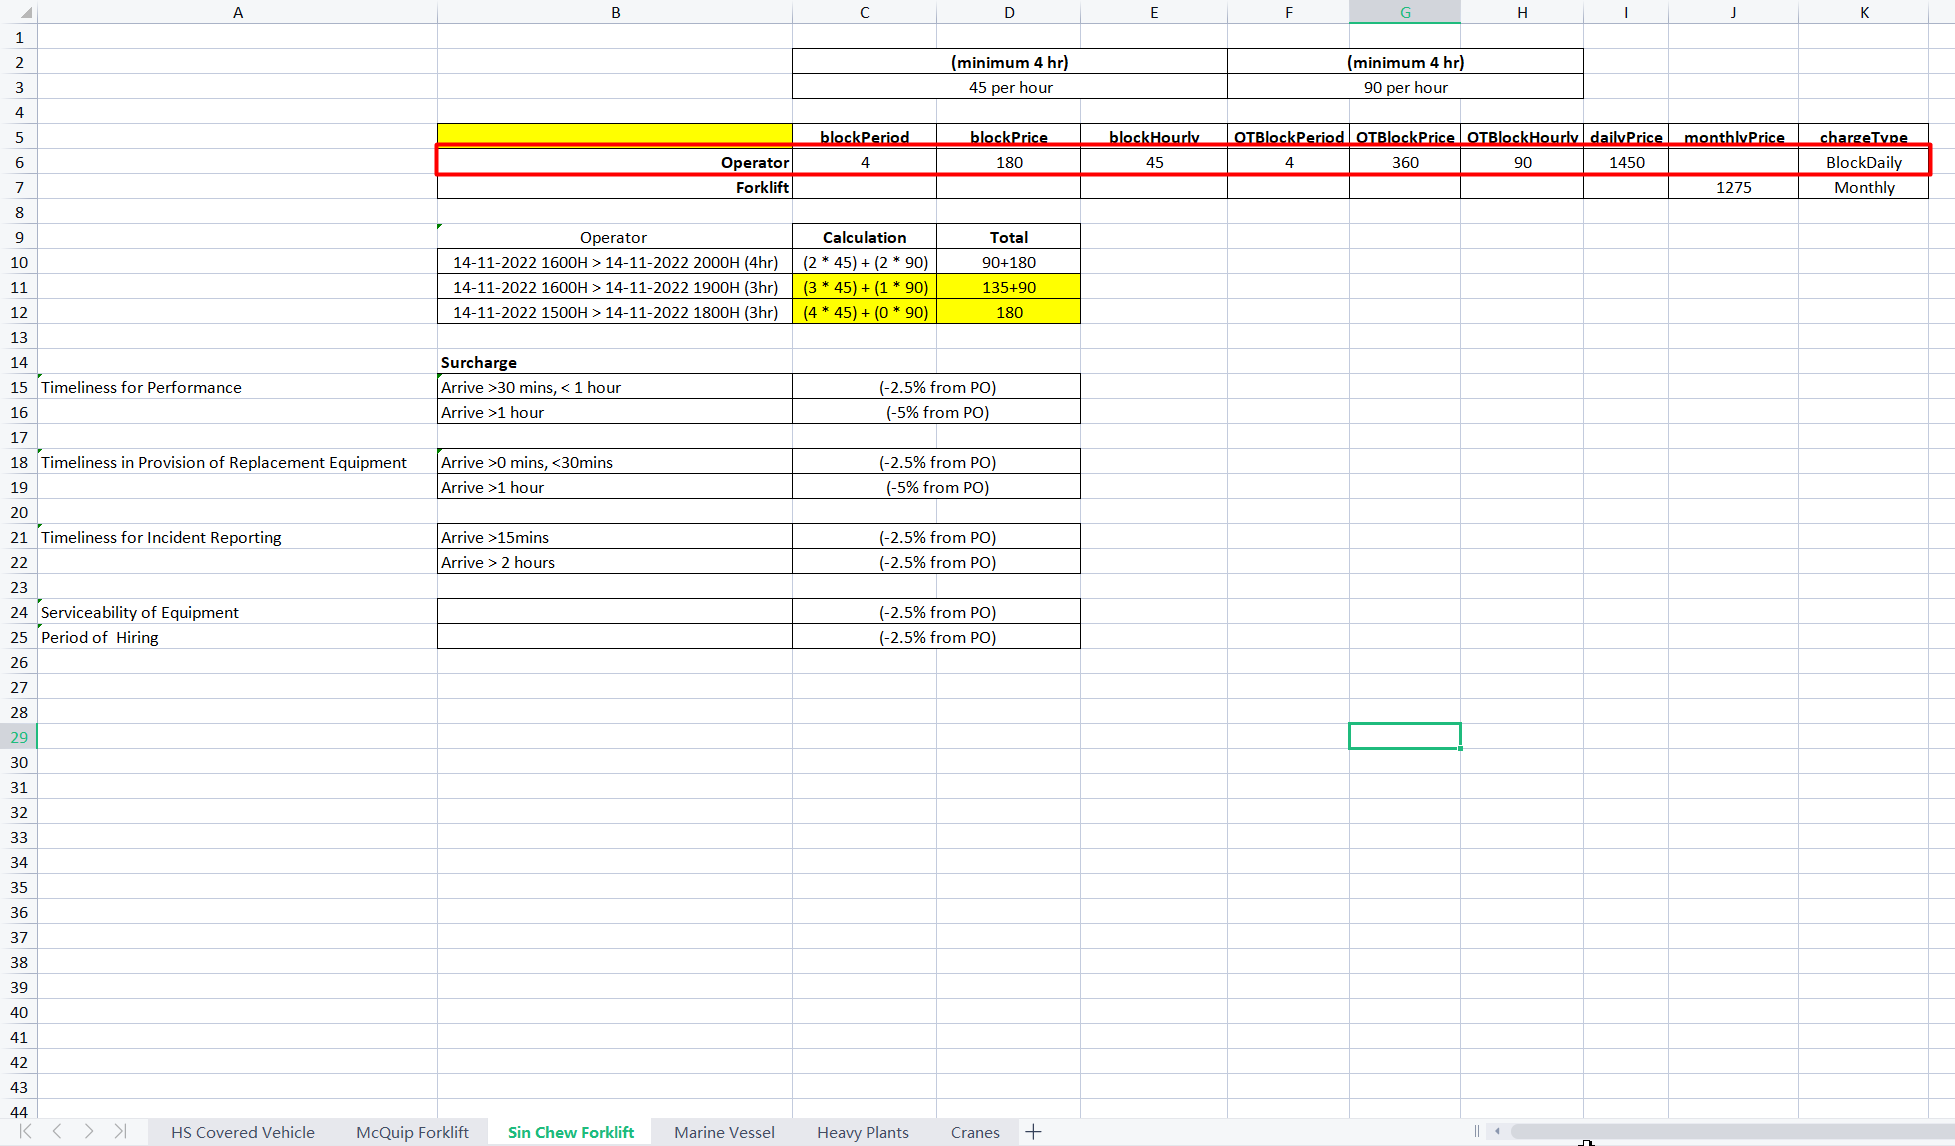 A B C D E F G H I J K
1
2 (minimum 4 hr) (minimum 4 hr)
3 45 per hour 90 per hour
4
5 blockPeriod blockPrice blockHourly OTBlockPeriod OTBlockPrice OTBlockHourly dailyPrice monthlyPrice chargeType
6 Operator 4 180 45 4 360 90 1450 BlockDaily
7 Forklift 1275 Monthly
8
9 Operator Calculation Total
10 14-11-2022 1600H > 14-11-2022 2000H (4hr) (2 * 45) + (2 * 90) 90+180
11 14-11-2022 1600H > 14-11-2022 1900H (3hr) (3 * 45) + (1 * 90) 135+90
12 14-11-2022 1500H > 14-11-2022 1800H (3hr) (4 * 45) + (0 * 90) 180
13
14 Surcharge
15 Timeliness for Performance Arrive >30 mins, < 1 hour (-2.5% from PO)
16 Arrive >1 hour (-5% from PO)
17
18 Timeliness in Provision of Replacement Equipment Arrive >0 mins, <30mins (-2.5% from PO)
19 Arrive >1 hour (-5% from PO)
20
21 Timeliness for Incident Reporting Arrive >15mins (-2.5% from PO)
22 Arrive > 2 hours (-2.5% from PO)
23
24 Serviceability of Equipment (-2.5% from PO)
25 Period of  Hiring (-2.5% from PO)
26
27
28
29
30
31
32
33
34
35
36
37
38
39
40
41
42
43
44
HS Covered Vehicle McQuip Forklift Sin Chew Forklift Marine Vessel Heavy Plants Cranes